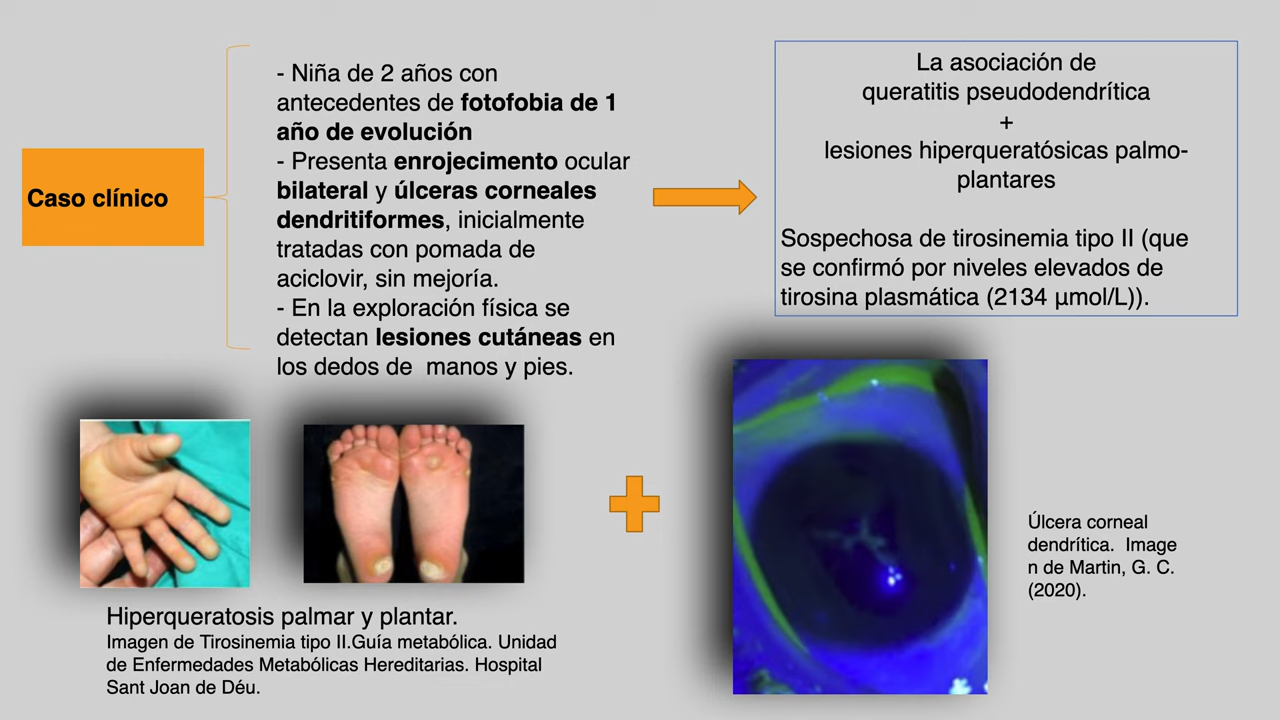 Caso clínico
- Niña de 2 años con
antecedentes de fotofobia de 1
año de evolución
- Presenta enrojecimiento ocular
bilateral y úlceras corneales
dendritiformes, inicialmente
tratadas con pomada de
aciclovir, sin mejoría.
- En la exploración física se
detectan lesiones cutáneas en
los dedos de  manos y pies.
La asociación de
queratitis pseudodendrítica
+
lesiones hiperqueratósicas palmo-
plantares
Sospechosa de tirosinemia tipo II (que
se confirmó por niveles elevados de
tirosina plasmática (2134 μmol/L)).
Hiperqueratosis palmar y plantar.
Imagen de Tirosinemia tipo II.Guía metabólica. Unidad
de Enfermedades Metabólicas Hereditarias. Hospital
Sant Joan de Déu.
Úlcera corneal
dendrítica.  Image
n de Martin, G. C.
(2020).